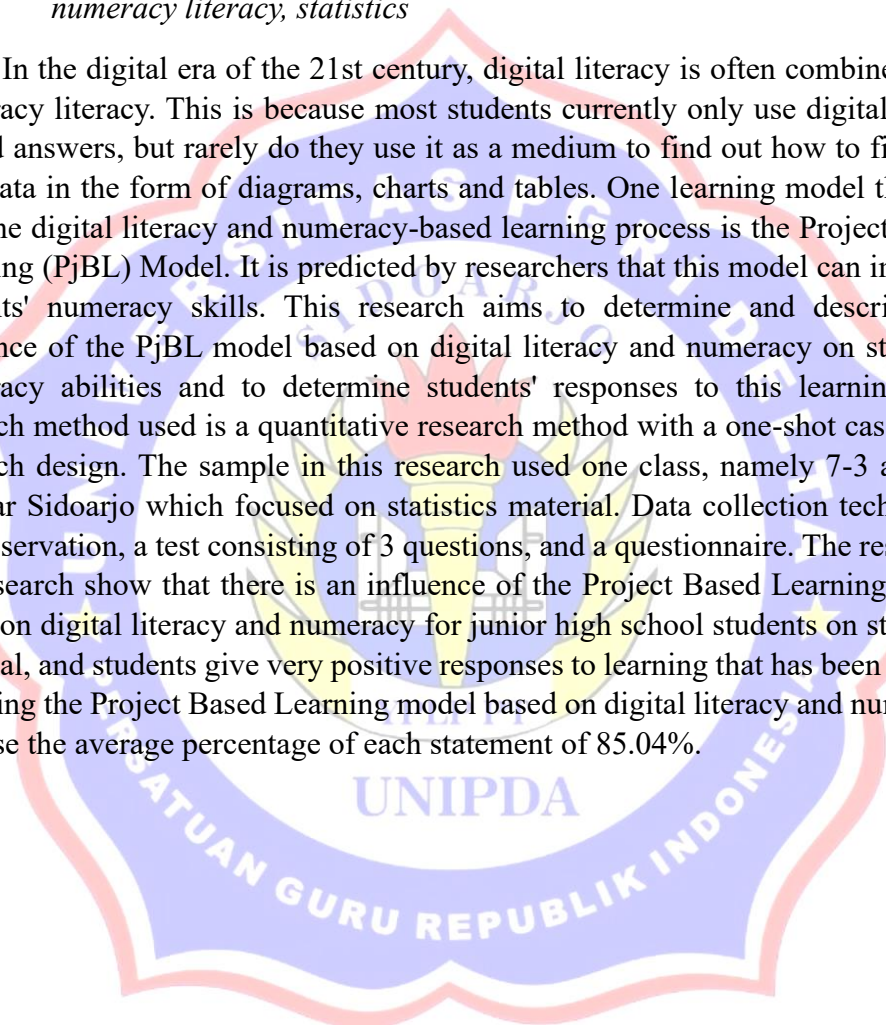 numeracy literacy, statistics
In the digital era of the 21st century, digital literacy is often combine
racy literacy. This is because most students currently only use digital
d answers, but rarely do they use it as a medium to find out how to fi
ata in the form of diagrams, charts and tables. One learning model th
ne digital literacy and numeracy-based learning process is the Project
ng (PjBL) Model. It is predicted by researchers that this model can in
ts' numeracy skills. This research aims to determine and descri
nce of the PjBL model based on digital literacy and numeracy on st
racy abilities and to determine students' responses to this learnin
ch method used is a quantitative research method with a one-shot cas
ch design. The sample in this research used one class, namely 7-3 a
ar Sidoarjo which focused on statistics material. Data collection tech
servation, a test consisting of 3 questions, and a questionnaire. The res
search show that there is an influence of the Project Based Learning
on digital literacy and numeracy for junior high school students on st
al, and students give very positive responses to learning that has been
ing the Project Based Learning model based on digital literacy and nu
se the average percentage of each statement of 85.04%.
UNIVERSITAS PGRI DELTA
SIDOARJO
UNIPDA
PERSATUAN GURU REPUBLIK INDONESIA